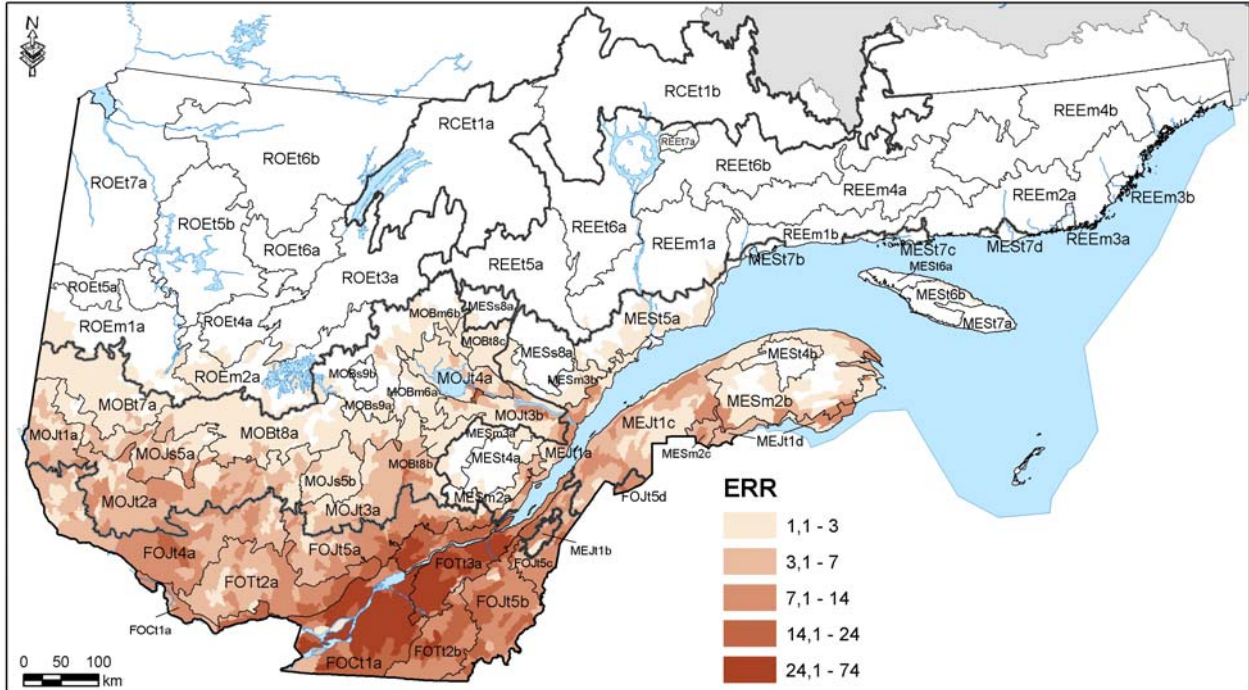 N
RCEt1b
REEm4b
RCEt1a
REEt7a
ROEt6b
REEt6b
ROEt7a
REEm4a
REEm2a
REEm3b
ROEt5b
REEt6a
REEm1a
REEm1b
REEm3a
ROEt6a
MESt7c
MESt7d
MESt7b
REEt5a
MESt6a
ROEt3a
ROEt5a
MESt6b
MESs8a
MOBm6b
MESt5a
MESt7a
ROEt4a
ROEm1a
MOBt8c
MESs8a
MESt4b
MOBs9b
ROEm2a
MOJt4a
MESm3b
MOBm6a
MESm2b
MOBt7a
MOBs9a
MOJt3b
MEJt1c
MOJt1a
MOBt8a
MESm3a
MEJt1d
MOJs5a
MESt4a
MEJt1a
MESm2c
MOBt8b
MOJs5b
MOJt2a
MESm2a
FOJt5d
MOJt3a
MEJt1b
FOJt4a
FOJt5a
FOTt3a
FOJt5c
FOTt2a
FOJt5b
FOCt1a
FOTt2b
FOCt1a
ERR
1,1 - 3
3,1 - 7
7,1 - 14
14,1 - 24
24,1 - 74
0 50 100
km